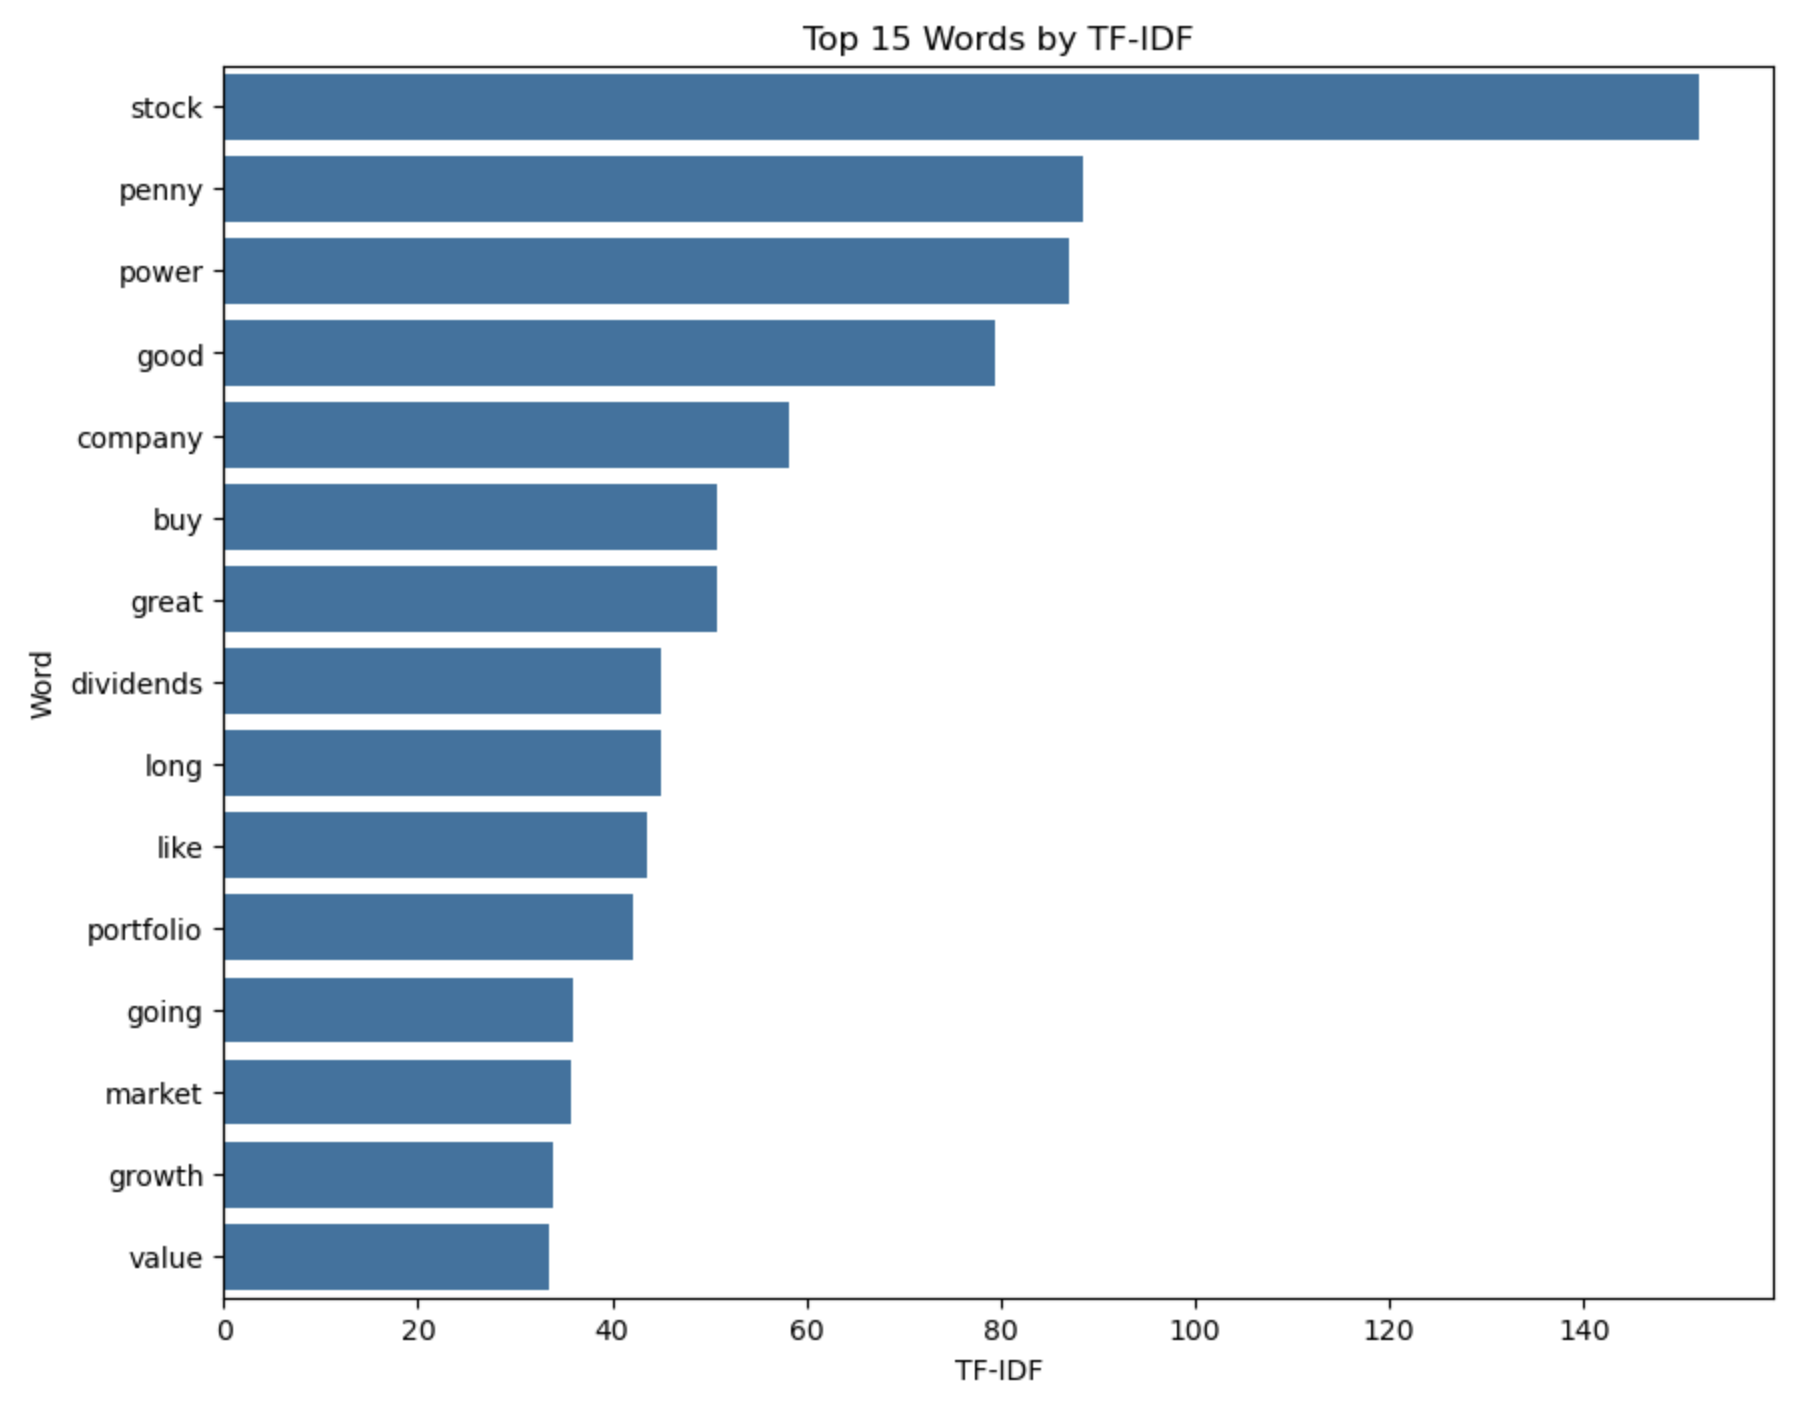 Top 15 Words by TF-IDF
stock
penny
power
good
company
buy
great
dividends
long
like
portfolio
going
market
growth
value
Word
0 20 40 60 80 100 120 140
TF-IDF